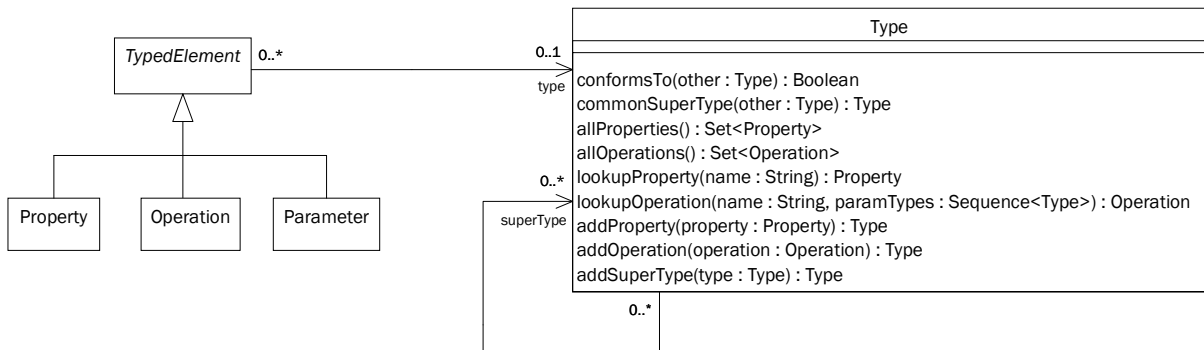 Type
TypedElement
0..*
0..1
type
conformsTo(other : Type) : Boolean
commonSuperType(other : Type) : Type
allProperties() : Set<Property>
allOperations() : Set<Operation>
lookupProperty(name : String) : Property
lookupOperation(name : String, paramTypes : Sequence<Type>) : Operation
addProperty(property : Property) : Type
addOperation(operation : Operation) : Type
addSuperType(type : Type) : Type
0..*
superType
Property
Operation
Parameter
0..*